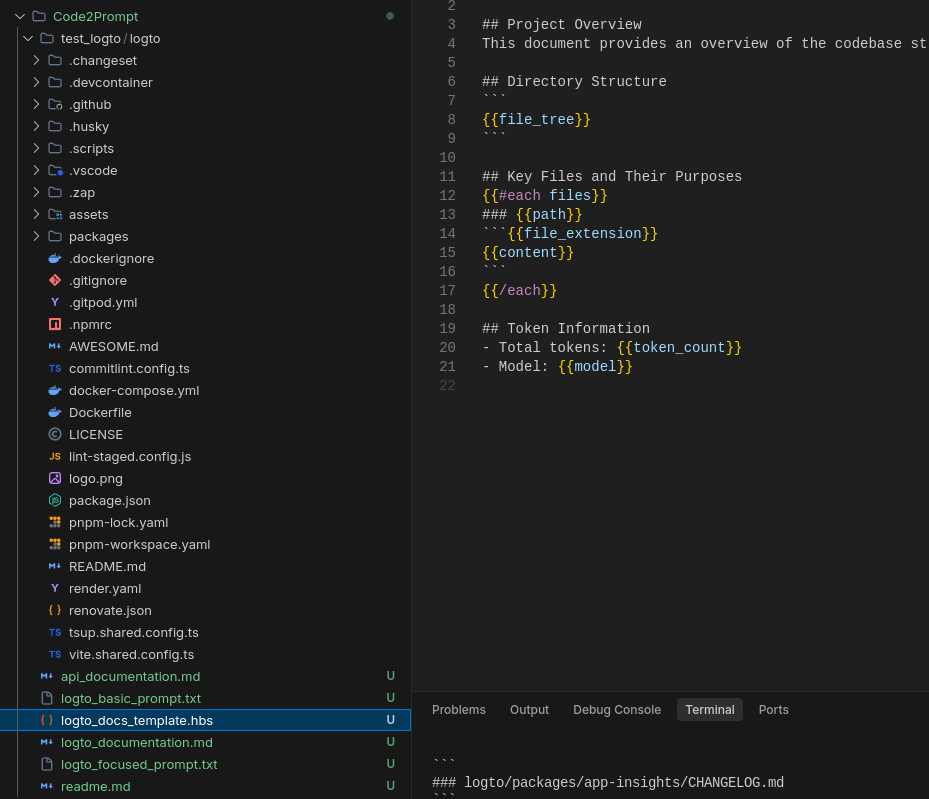 Code2Prompt
test_logto / logto
.changeset
.devcontainer
.github
.husky
.scripts
.vscode
.zap
assets
packages
.dockerignore
.gitignore
Y .gitpod.yml
.npmrc
M↓ AWESOME.md
TS commitlint.config.ts
docker-compose.yml
Dockerfile
LICENSE
JS lint-staged.config.js
logo.png
package.json
pnpm-lock.yaml
pnpm-workspace.yaml
M↓ README.md
Y render.yaml
{ } renovate.json
TS tsup.shared.config.ts
TS vite.shared.config.ts
M↓ api_documentation.md U
logto_basic_prompt.txt U
{ } logto_docs_template.hbs U
M↓ logto_documentation.md U
logto_focused_prompt.txt U
M↓ readme.md U
2
3 ## Project Overview
4 This document provides an overview of the codebase st
5
6 ## Directory Structure
7 ```
8 {{file_tree}}
9 ```
10
11 ## Key Files and Their Purposes
12 {{#each files}}
13 ### {{path}}
14 ```{{file_extension}}
15 {{content}}
16 ```
17 {{/each}}
18
19 ## Token Information
20 - Total tokens: {{token_count}}
21 - Model: {{model}}
22
Problems Output Debug Console Terminal Ports
```
### logto/packages/app-insights/CHANGELOG.md
```